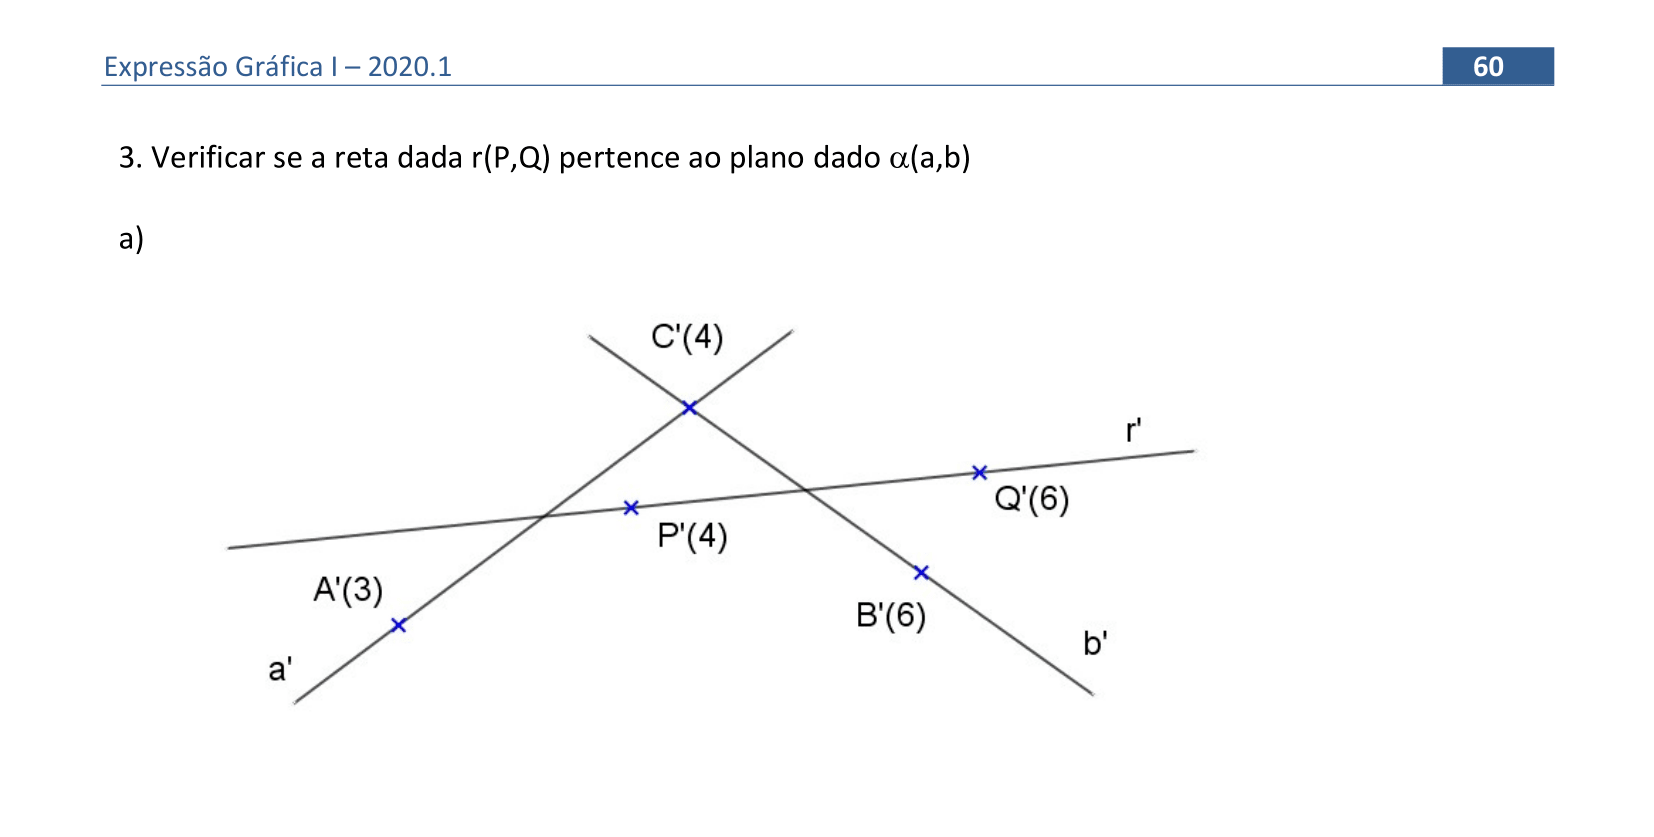 Expressão Gráfica I – 2020.1 60
3. Verificar se a reta dada r(P,Q) pertence ao plano dado α(a,b)
a)
C'(4)
r'
Q'(6)
P'(4)
A'(3)
B'(6)
b'
a'